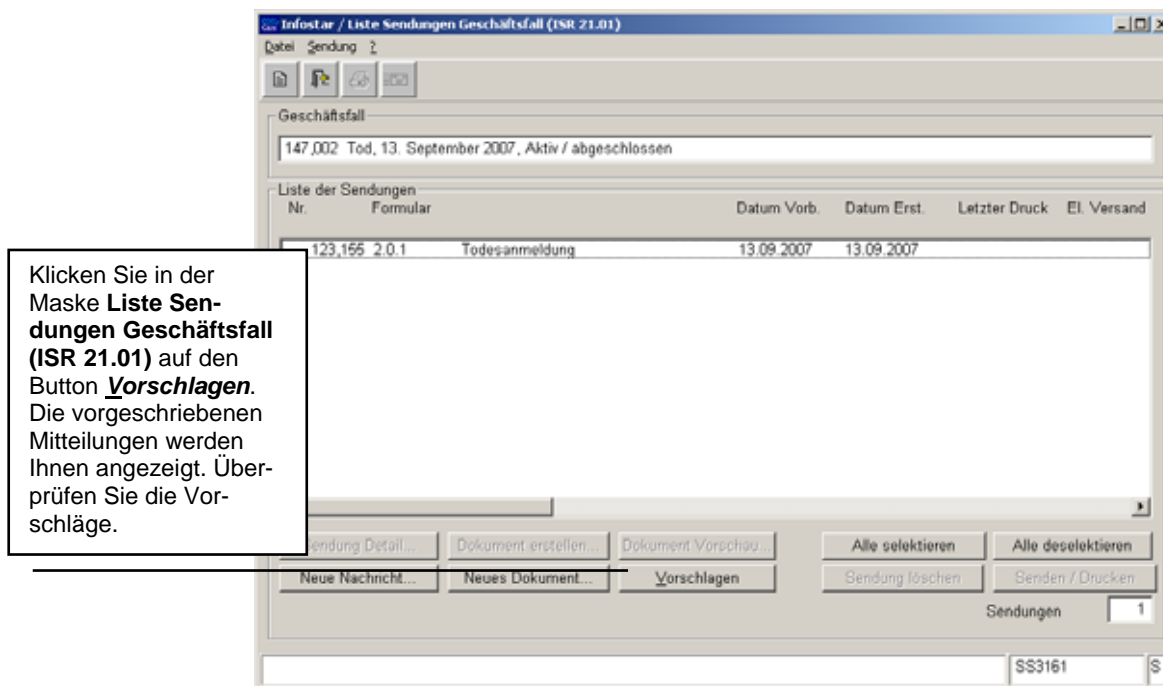 Infostar / Liste Sendungen Geschäftsfall (ISR 21.01)
Datei Sendung ?
Geschäftsfall
147,002 Tod, 13. September 2007, Aktiv / abgeschlossen
Liste der Sendungen
Nr. Formular Datum Vorb. Datum Erst. Letzter Druck El. Versand
123,155 2.0.1 Todesanmeldung 13.09.2007 13.09.2007
Klicken Sie in der
Maske Liste Sen-
dungen Geschäftsfall
(ISR 21.01) auf den
Button Vorschlagen.
Die vorgeschriebenen
Mitteilungen werden
Ihnen angezeigt. Über-
prüfen Sie die Vor-
schläge.
Sendung Detail... Dokument erstellen... Dokument Vorschau... Alle selektieren Alle deselektieren
Neue Nachricht... Neues Dokument... Vorschlagen Sendung löschen Senden / Drucken
Sendungen 1
SS3161 S